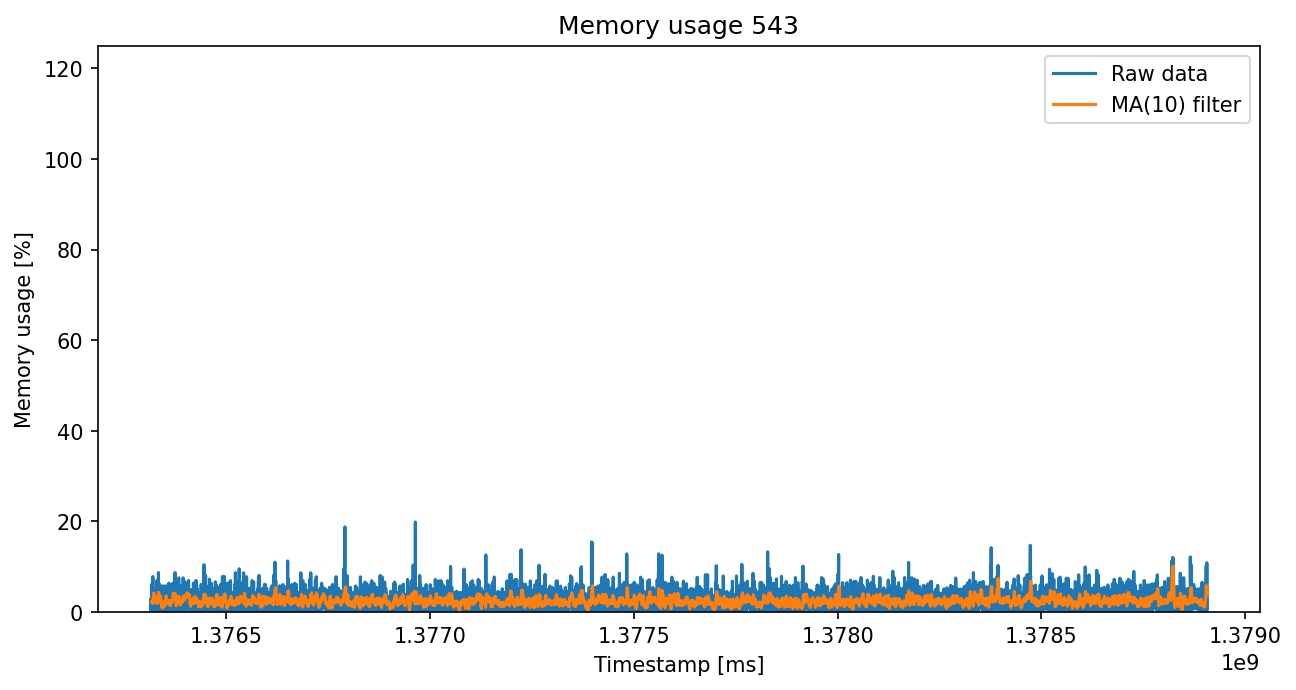 Memory usage 543
Raw data
MA(10) filter
Memory usage [%]
120
100
80
60
40
20
0
1.3765 1.3770 1.3775 1.3780 1.3785 1.3790
1e9
Timestamp [ms]